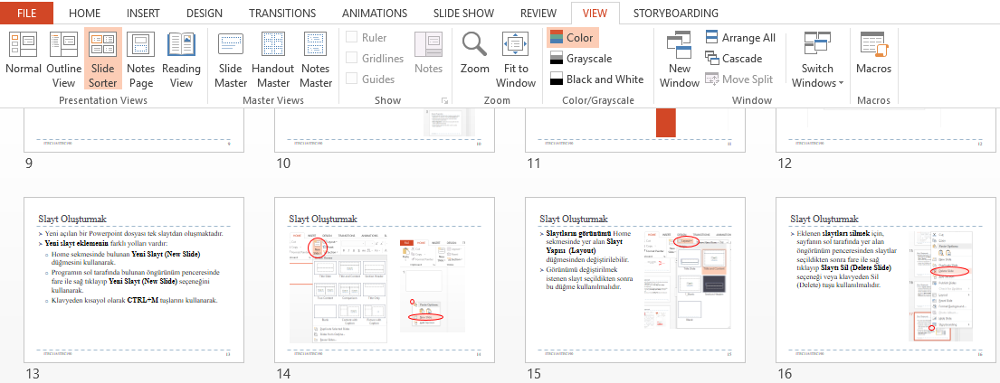 FILE HOME INSERT DESIGN TRANSITIONS ANIMATIONS SLIDE SHOW REVIEW VIEW STORYBOARDING
Normal Outline View Slide Sorter Notes Page Reading View
Presentation Views
Slide Master Handout Master Notes Master
Master Views
Ruler
Gridlines
Guides
Notes
Show
Zoom Fit to Window
Zoom
Color
Grayscale
Black and White
Color/Grayscale
New Window
Arrange All
Cascade
Move Split
Switch Windows
Window
Macros
Macros
9 10 11 12
9 10 11 12
Slayt Oluşturmak
Yeni açılan bir Powerpoint dosyası tek slaytdan oluşmaktadır.
Yeni slayt eklemenin farklı yolları vardır:
Home sekmesinde bulunan Yeni Slayt (New Slide)
düğmesini kullanarak.
Programın sol tarafında bulunan öngürünüm penceresinde
fare ile sağ tıklayıp Yeni Slayt (New Slide) seçeneğini
kullanarak.
Klavyeden kısayol olarak CTRL+M tuşlarını kullanarak.
13
13
Slayt Oluşturmak
14
14
Slayt Oluşturmak
Slaytların görünümü Home
sekmesinde yer alan Slayt
Yapısı (Layout)
düğmesinden değiştirilebilir.
Görünümü değiştirilmek
istenen slayt seçildikten sonra
bu düğme kullanılmalıdır.
15
15
Slayt Oluşturmak
Eklenen slaytları silmek için,
sayfanın sol tarafında yer alan
öngörünüm penceresinden slaytlar
seçildikten sonra fare ile sağ
tıklayıp Slaytı Sil (Delete Slide)
seçeneği veya klavyeden Sil
(Delete) tuşu kullanılmalıdır.
16
16